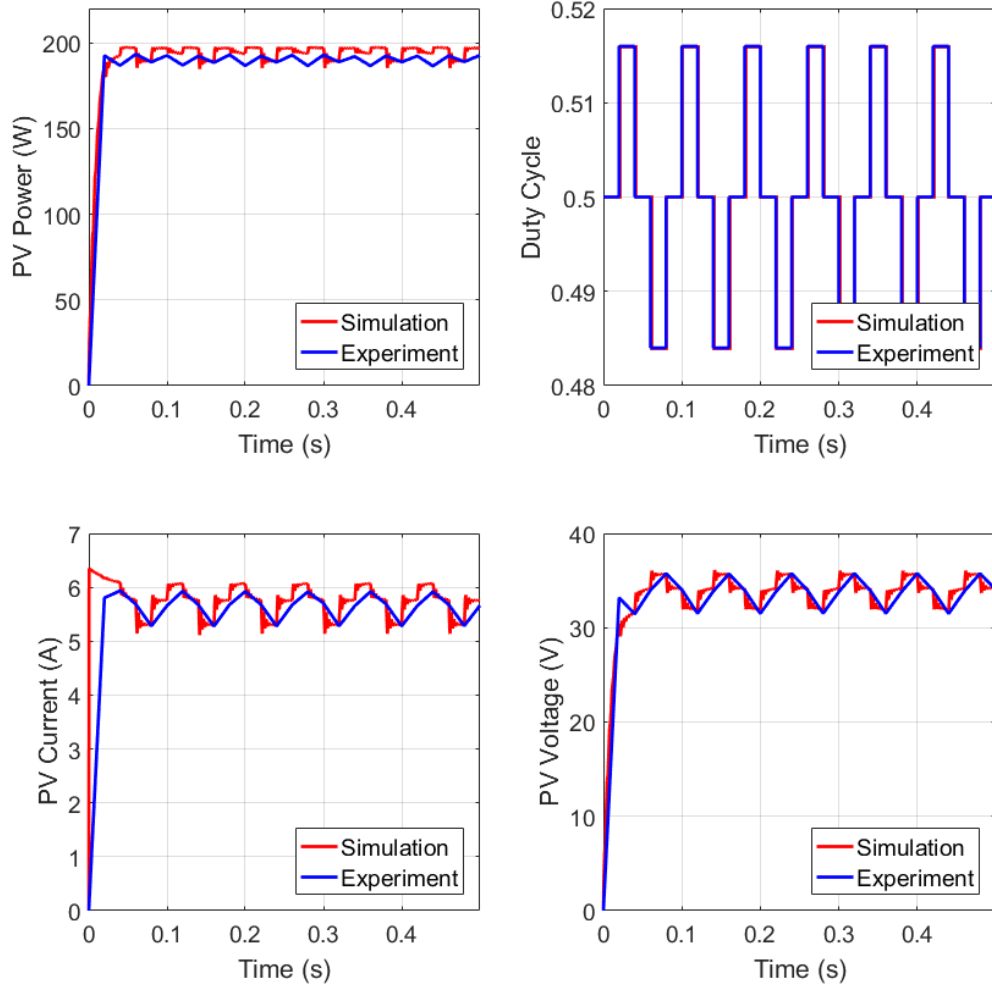 PV Power (W)
200
150
100
50
0
0 0.1 0.2 0.3 0.4
Time (s)
Simulation
Experiment
Duty Cycle
0.52
0.51
0.5
0.49
0.48
0 0.1 0.2 0.3 0.4
Time (s)
Simulation
Experiment
PV Current (A)
7
6
5
4
3
2
1
0
0 0.1 0.2 0.3 0.4
Time (s)
Simulation
Experiment
PV Voltage (V)
40
30
20
10
0
0 0.1 0.2 0.3 0.4
Time (s)
Simulation
Experiment